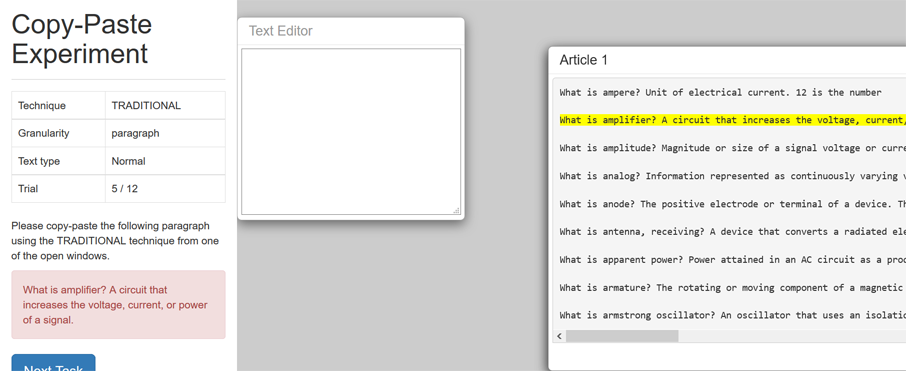 Copy-Paste
Experiment
Technique TRADITIONAL
Granularity paragraph
Text type Normal
Trial 5 / 12
Please copy-paste the following paragraph
using the TRADITIONAL technique from one
of the open windows.
What is amplifier? A circuit that
increases the voltage, current, or power
of a signal.
Next Task
Text Editor
Article 1
What is ampere? Unit of electrical current. 12 is the number
What is amplifier? A circuit that increases the voltage, current,
What is amplitude? Magnitude or size of a signal voltage or
What is analog? Information represented as continuously varying
What is anode? The positive electrode or terminal of a device.
What is antenna, receiving? A device that converts a radiated
What is apparent power? Power attained in an AC circuit as a
What is armature? The rotating or moving component of a magnetic
What is armstrong oscillator? An oscillator that uses an